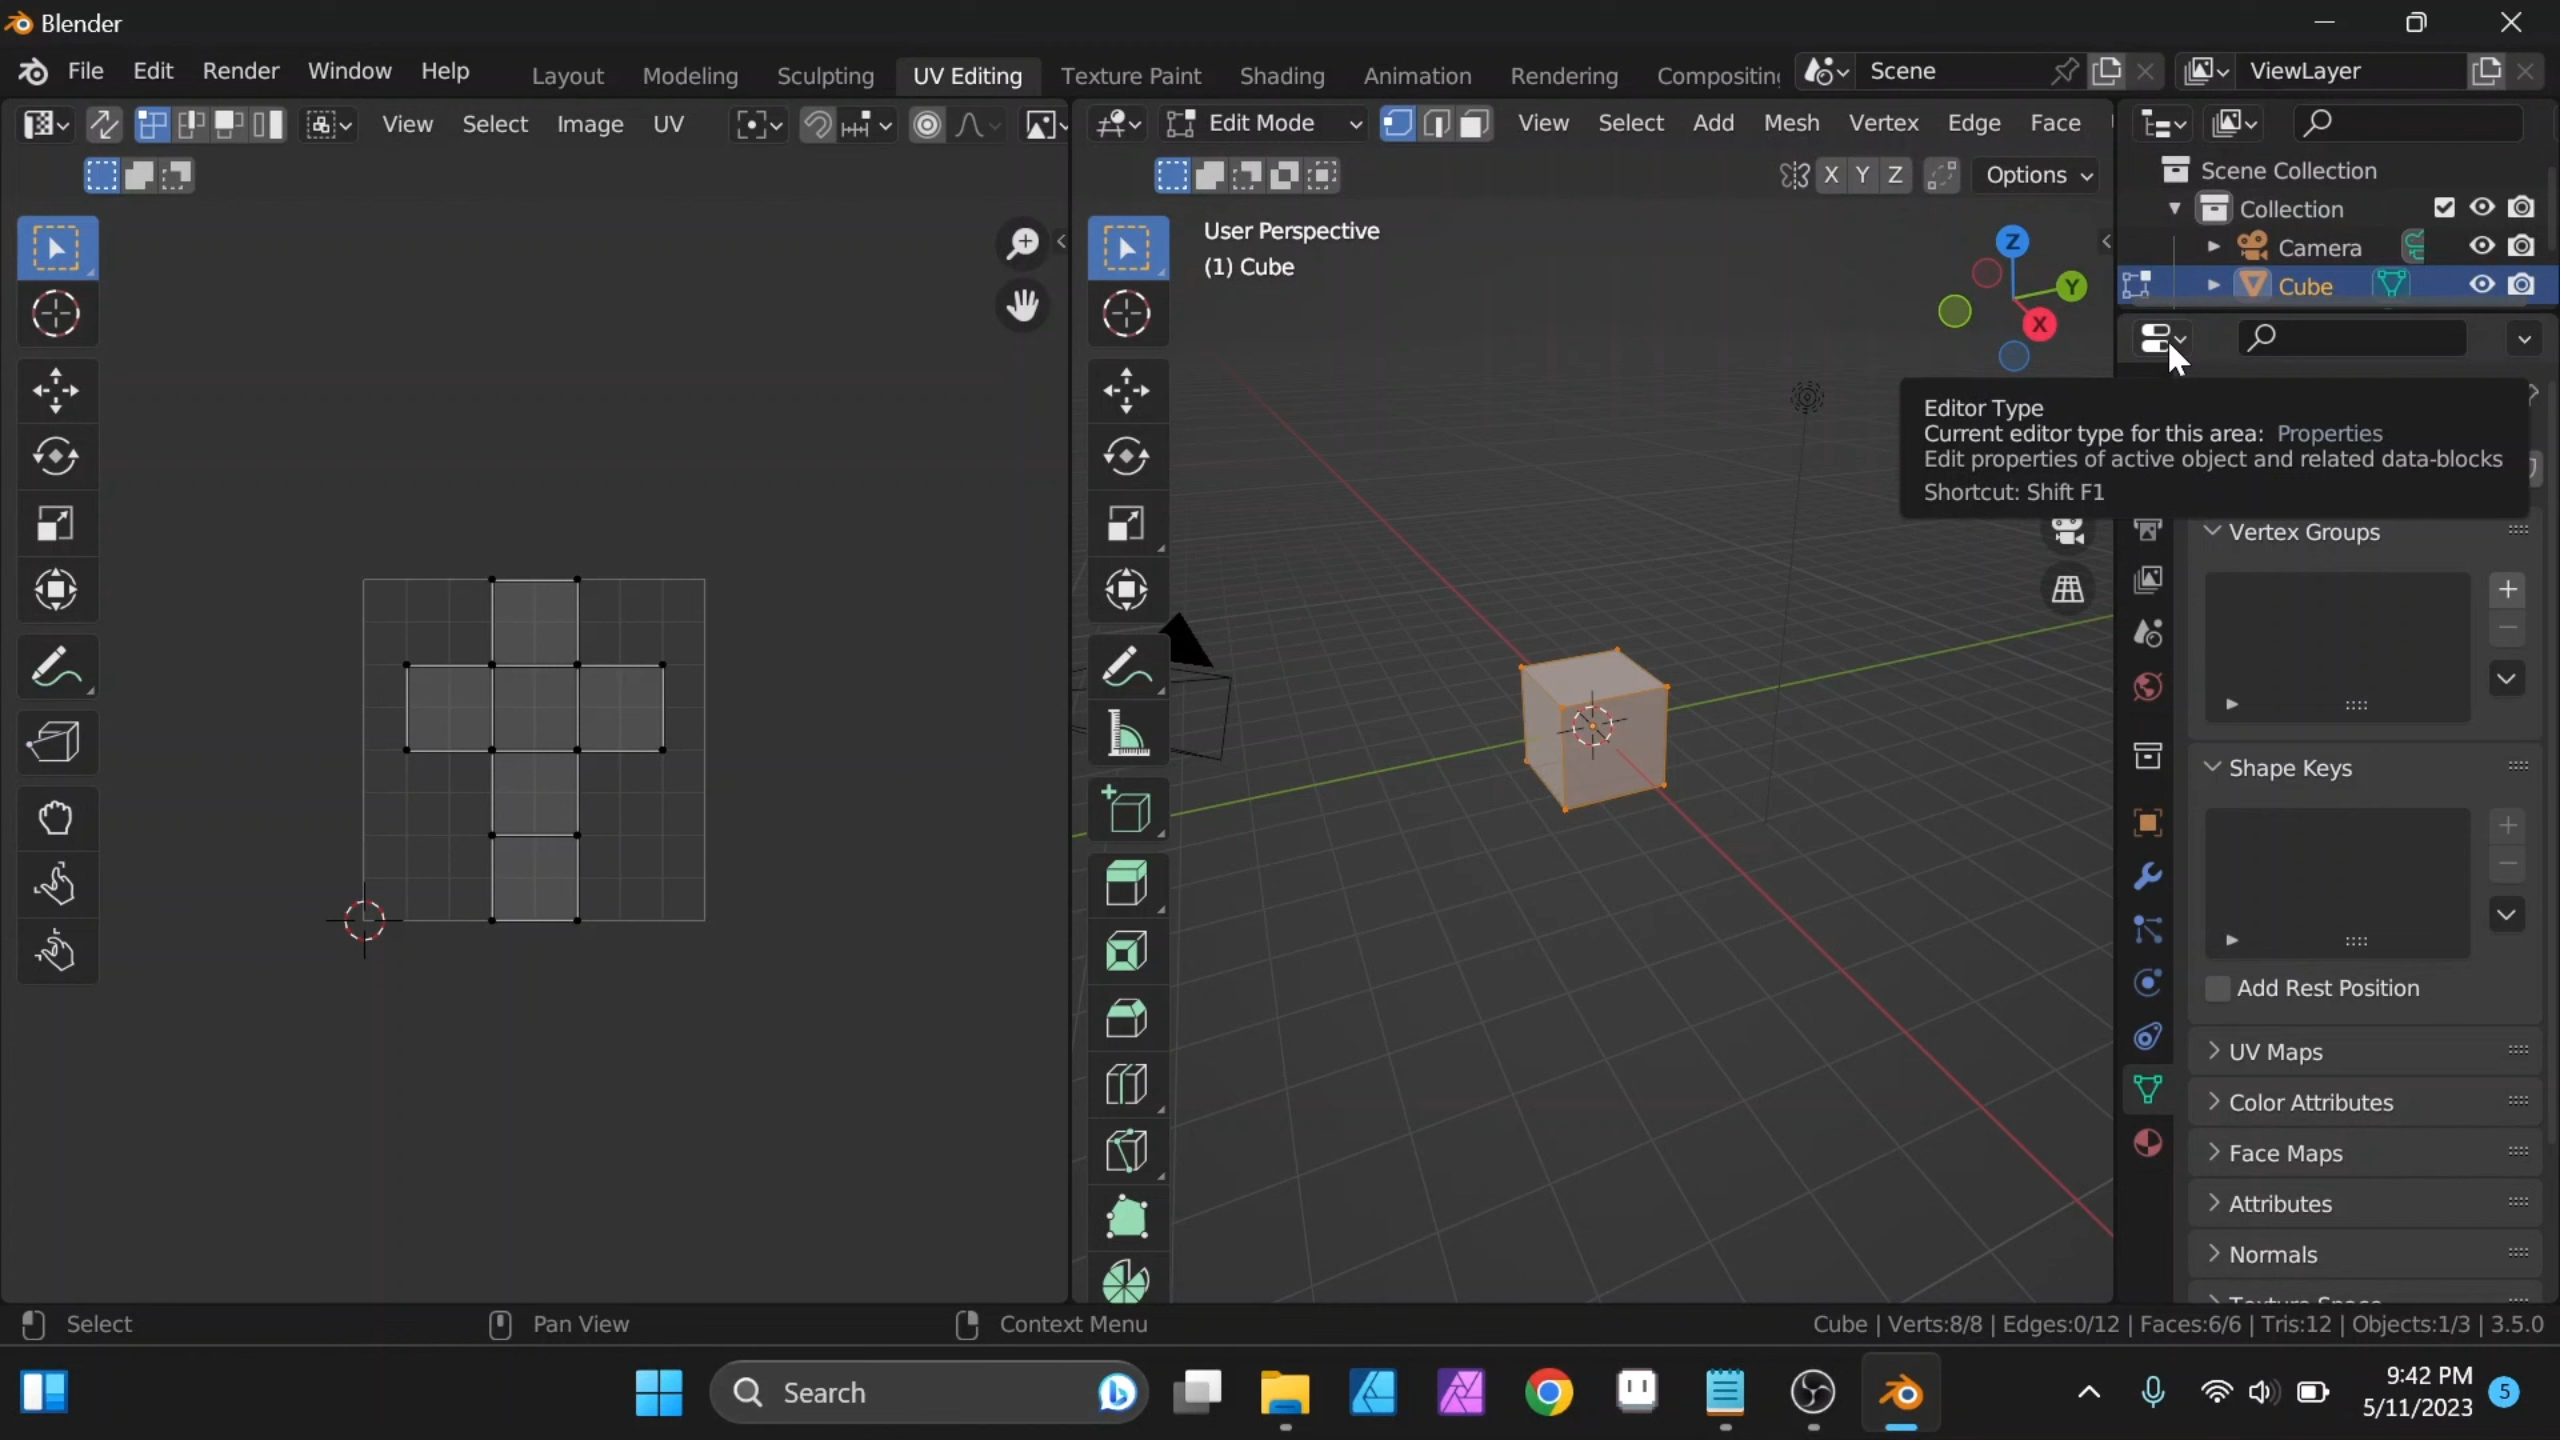 Blender
File Edit Render Window Help Layout Modeling Sculpting UV Editing Texture Paint Shading Animation Rendering Compositing Scene ViewLayer
View Select Image UV Edit Mode View Select Add Mesh Vertex Edge Face
X Y Z Options
Scene Collection
Collection
Camera
Cube
User Perspective
(1) Cube
Z
Y
X
Editor Type
Current editor type for this area: Properties
Edit properties of active object and related data-blocks
Shortcut: Shift F1
Vertex Groups
Shape Keys
Add Rest Position
UV Maps
Color Attributes
Face Maps
Attributes
Normals
Select Pan View Context Menu Cube | Verts:8/8 | Edges:0/12 | Faces:6/6 | Tris:12 | Objects:1/3 | 3.5.0
Search
9:42 PM
5/11/2023
5